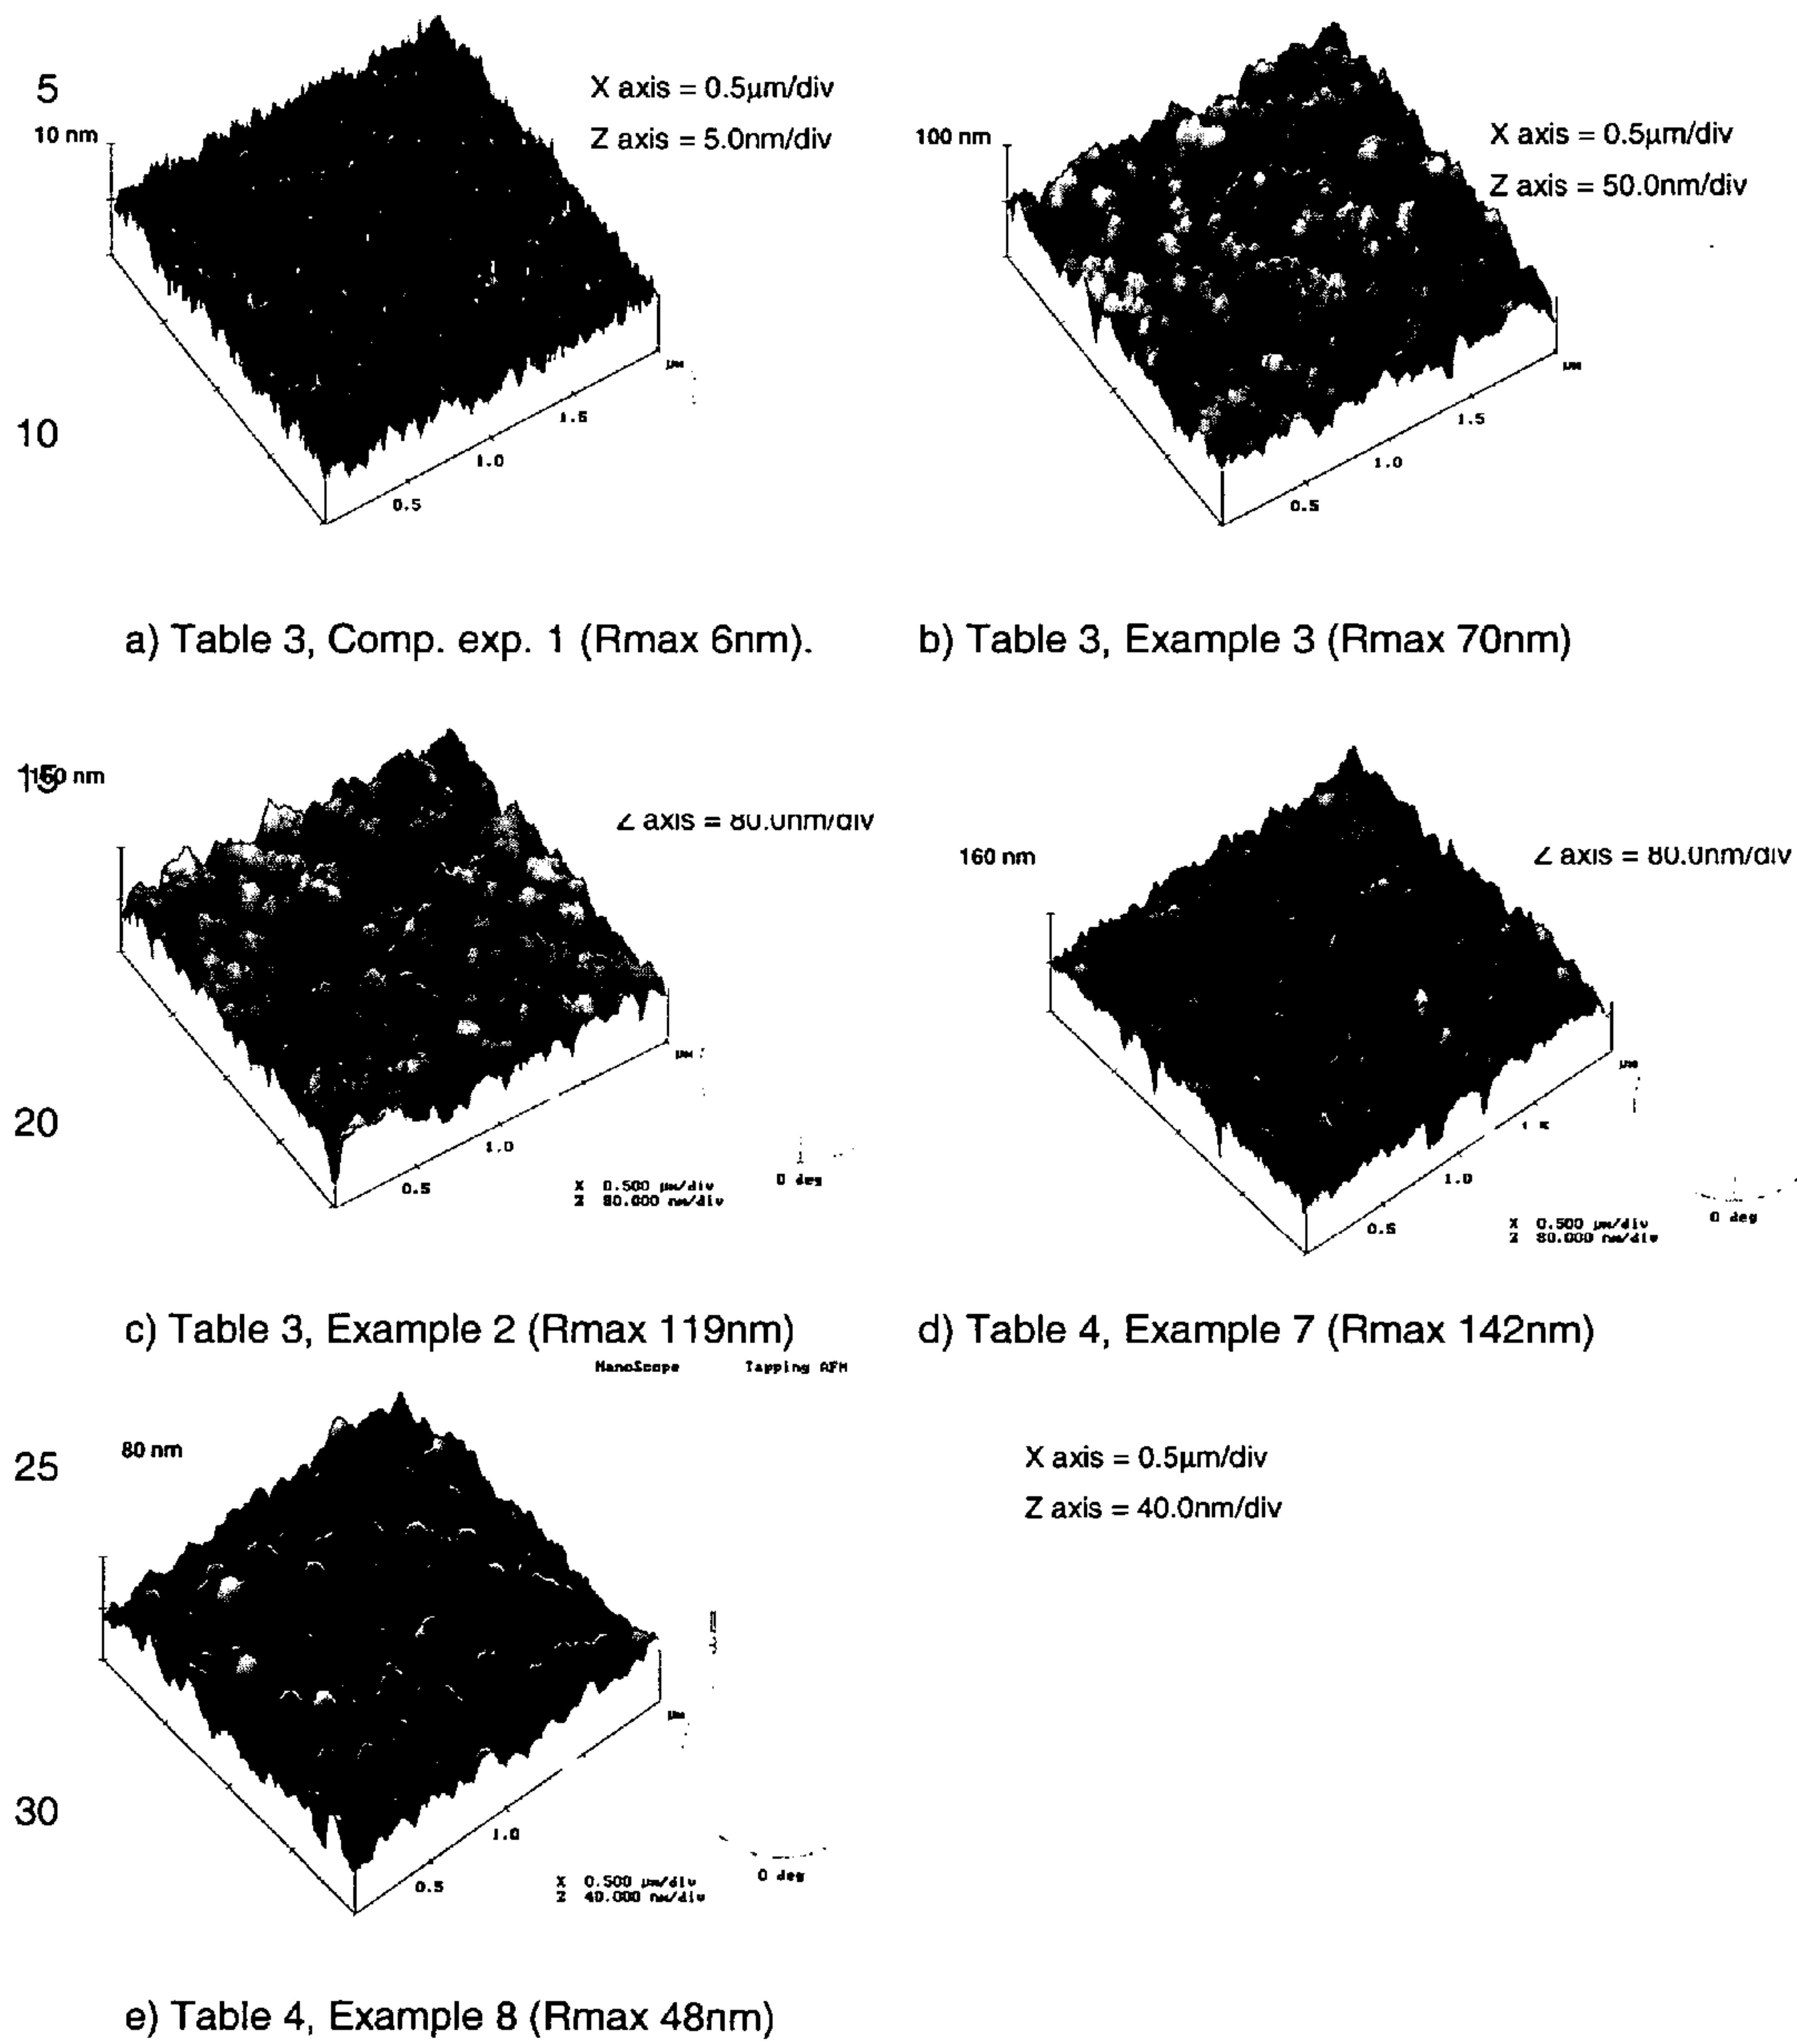 5
X axis = 0.5µm/div
10 nm
Z axis = 5.0nm/div
µm
1.5
10
1.0
0.5
100 nm
X axis = 0.5µm/div
Z axis = 50.0nm/div
µm
1.5
1.0
0.5
a) Table 3, Comp. exp. 1 (Rmax 6nm).
b) Table 3, Example 3 (Rmax 70nm)
15
160 nm
Z axis = 80.0nm/div
µm
20
1.0
0.5
X 0.500 µm/div
Z 80.000 nm/div
0 deg
160 nm
Z axis = 80.0nm/div
µm
1.5
1.0
0.5
X 0.500 µm/div
Z 80.000 nm/div
0 deg
c) Table 3, Example 2 (Rmax 119nm)
d) Table 4, Example 7 (Rmax 142nm)
NanoScope Tapping AFM
25
80 nm
X axis = 0.5µm/div
Z axis = 40.0nm/div
µm
30
1.0
0.5
X 0.500 µm/div
Z 40.000 nm/div
0 deg
e) Table 4, Example 8 (Rmax 48nm)